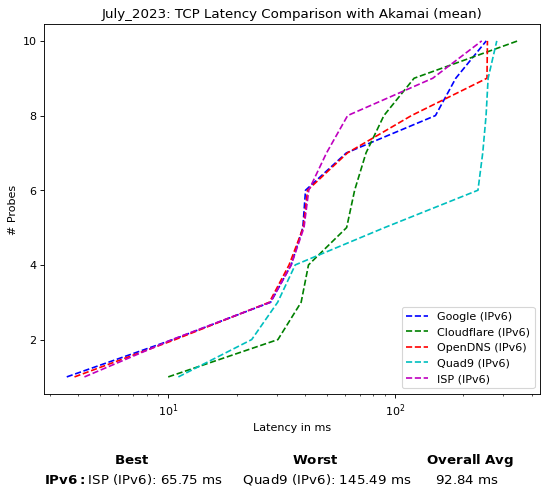 July_2023: TCP Latency Comparison with Akamai (mean)
# Probes
10
8
6
4
2
Google (IPv6)
Cloudflare (IPv6)
OpenDNS (IPv6)
Quad9 (IPv6)
ISP (IPv6)
10¹ 10²
Latency in ms
Best Worst Overall Avg
IPv6: ISP (IPv6): 65.75 ms Quad9 (IPv6): 145.49 ms 92.84 ms